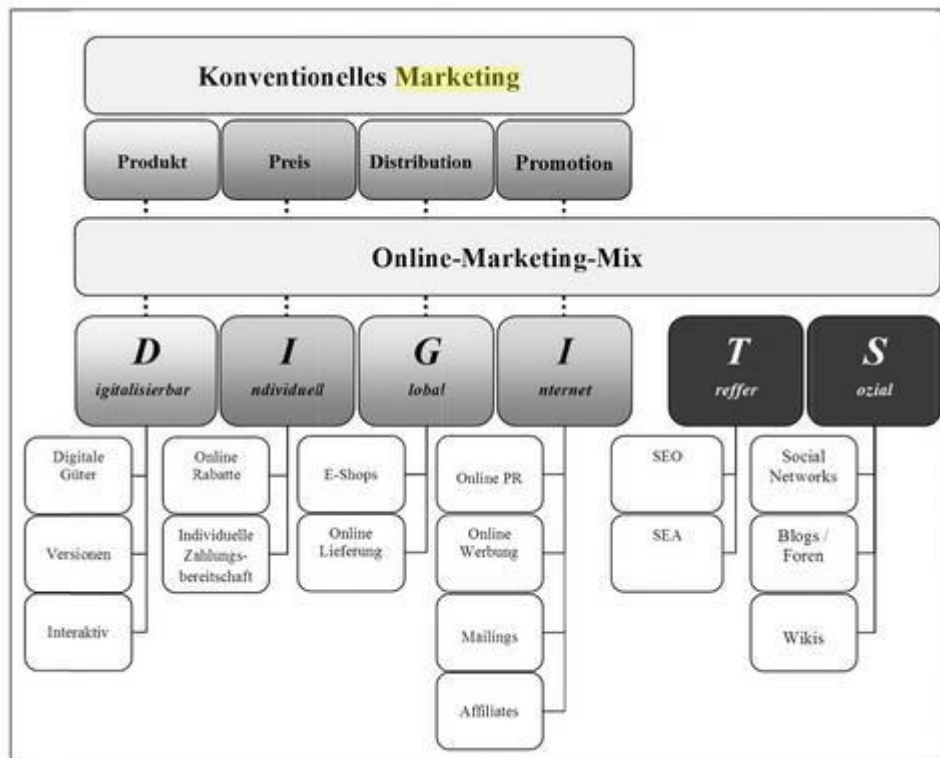 Konventionelles Marketing
Produkt
Preis
Distribution
Promotion
Online-Marketing-Mix
D
igitalisierbar
I
ndividuell
G
lobal
I
nternet
T
reffer
S
ozial
Digitale
Güter
Versionen
Interaktiv
Online
Rabatte
Individuelle
Zahlungs-
bereitschaft
E-Shops
Online
Lieferung
Online PR
Online
Werbung
Mailings
Affiliates
SEO
SEA
Social
Networks
Blogs /
Foren
Wikis